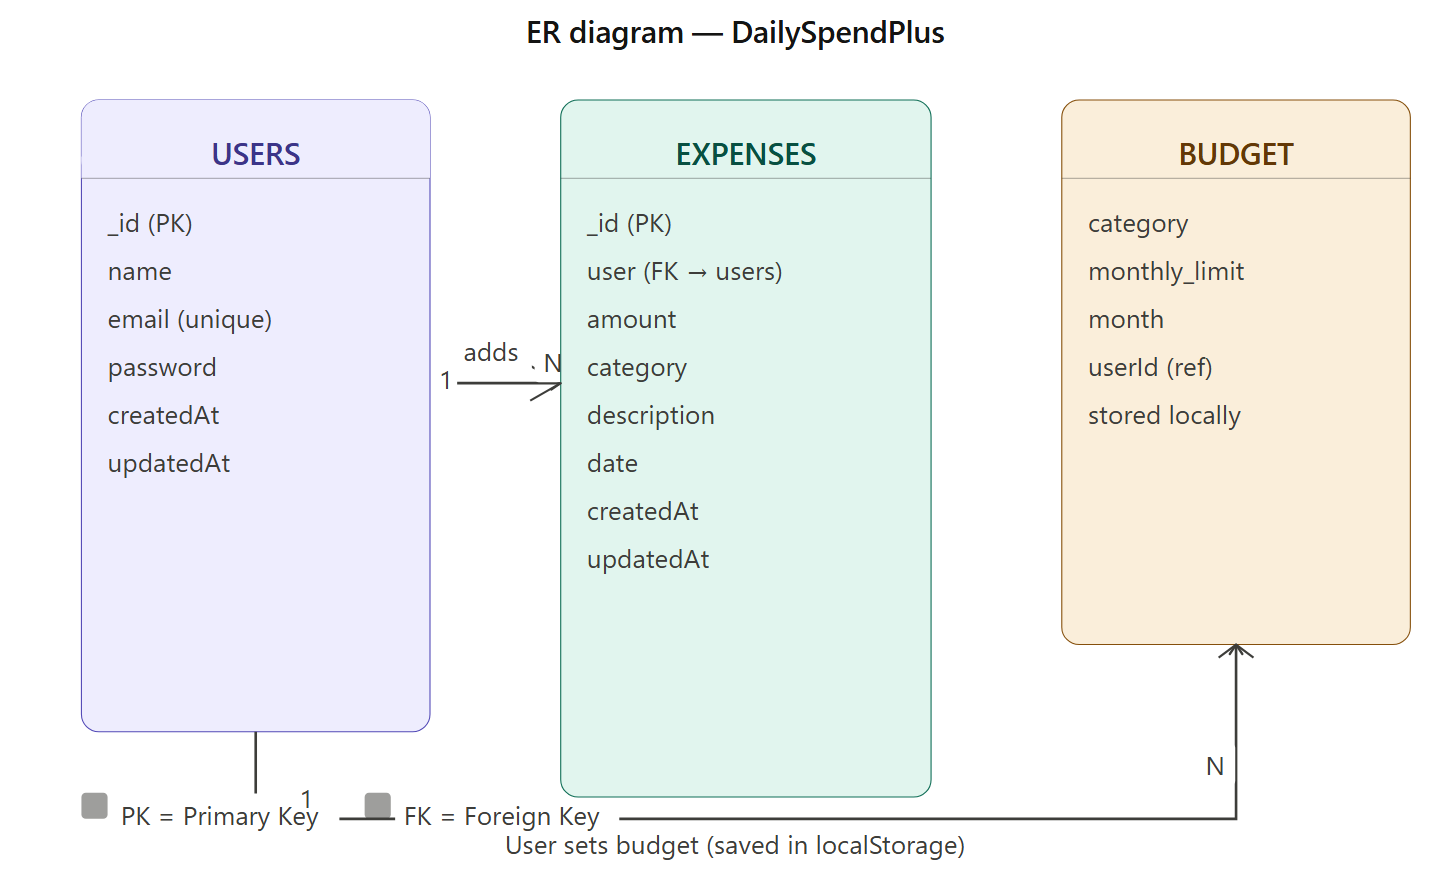 ER diagram — DailySpendPlus
USERS
_id (PK)
name
email (unique)
password
createdAt
updatedAt
1
adds
N
EXPENSES
_id (PK)
user (FK → users)
amount
category
description
date
createdAt
updatedAt
BUDGET
category
monthly_limit
month
userId (ref)
stored locally
N
1
PK = Primary Key
FK = Foreign Key
User sets budget (saved in localStorage)